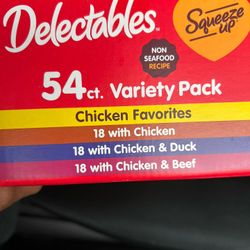 Delectables.
Squeeze
UP
NON
SEAFOOD
RECIPE
54ct. Variety Pack
Chicken Favorites
18 with Chicken
18 with Chicken & Duck
18 with Chicken & Beef